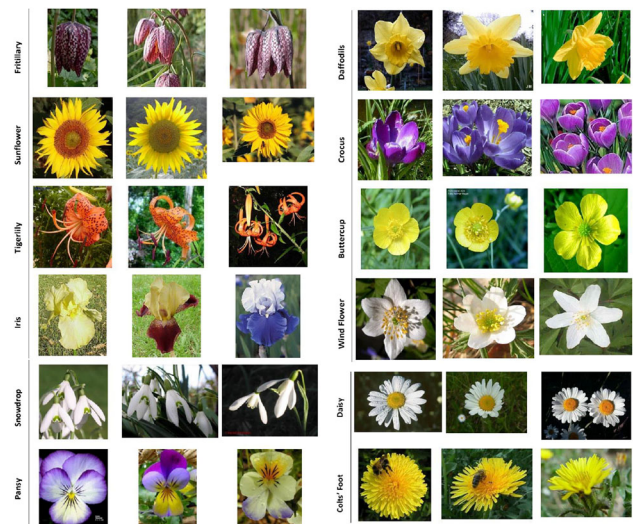 Fritillary
Sunflower
Tigerlily
Iris
Snowdrop
Pansy
Daffodils
Crocus
Buttercup
Wind Flower
Daisy
Colts' Foot